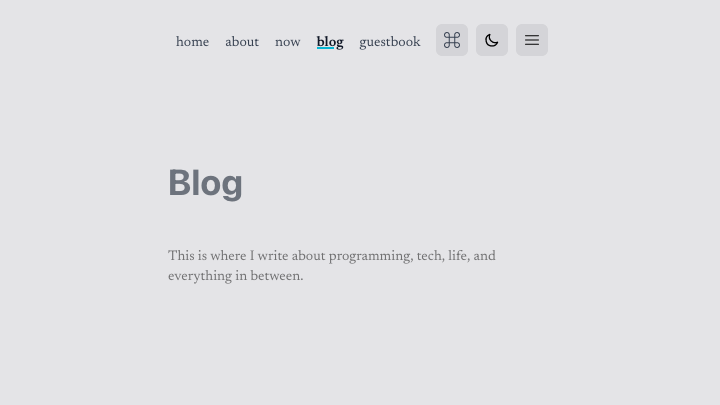 home about now blog guestbook
Blog
This is where I write about programming, tech, life, and
everything in between.